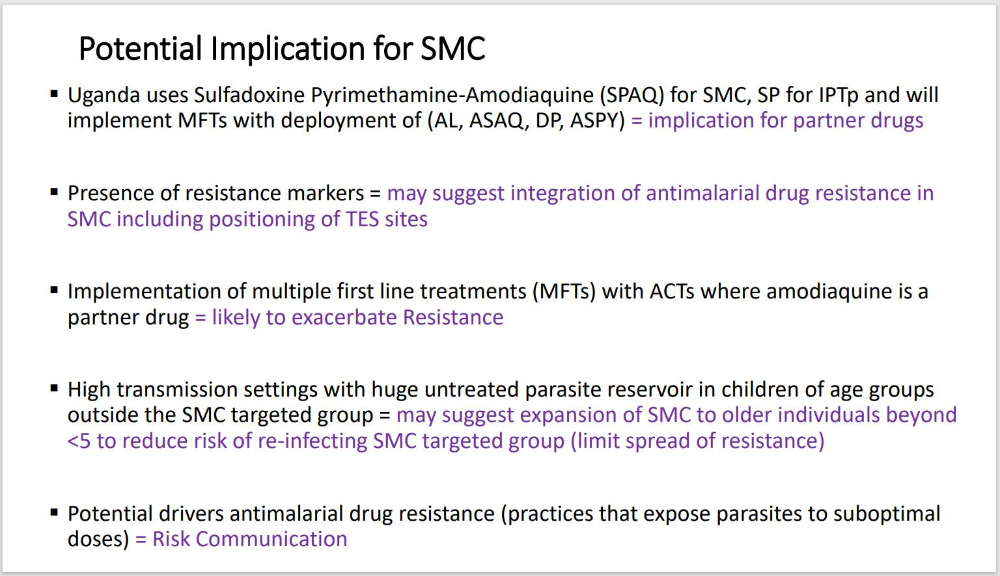 Potential Implication for SMC
▪ Uganda uses Sulfadoxine Pyrimethamine-Amodiaquine (SPAQ) for SMC, SP for IPTp and will
implement MFTs with deployment of (AL, ASAQ, DP, ASPY) = implication for partner drugs
▪ Presence of resistance markers = may suggest integration of antimalarial drug resistance in
SMC including positioning of TES sites
▪ Implementation of multiple first line treatments (MFTs) with ACTs where amodiaquine is a
partner drug = likely to exacerbate Resistance
▪ High transmission settings with huge untreated parasite reservoir in children of age groups
outside the SMC targeted group = may suggest expansion of SMC to older individuals beyond
<5 to reduce risk of re-infecting SMC targeted group (limit spread of resistance)
▪ Potential drivers antimalarial drug resistance (practices that expose parasites to suboptimal
doses) = Risk Communication